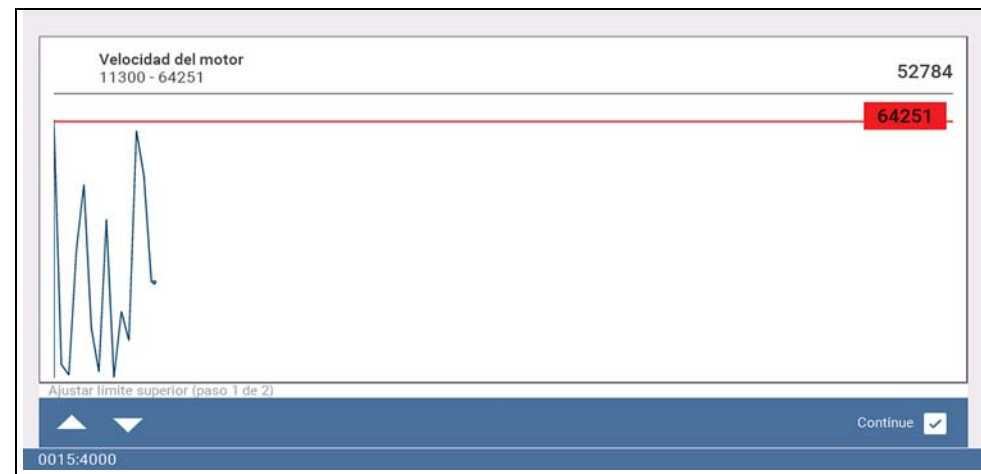 Velocidad del motor
11300 - 64251
52784
64251
Ajustar límite superior (paso 1 de 2)
Continue
0015:4000